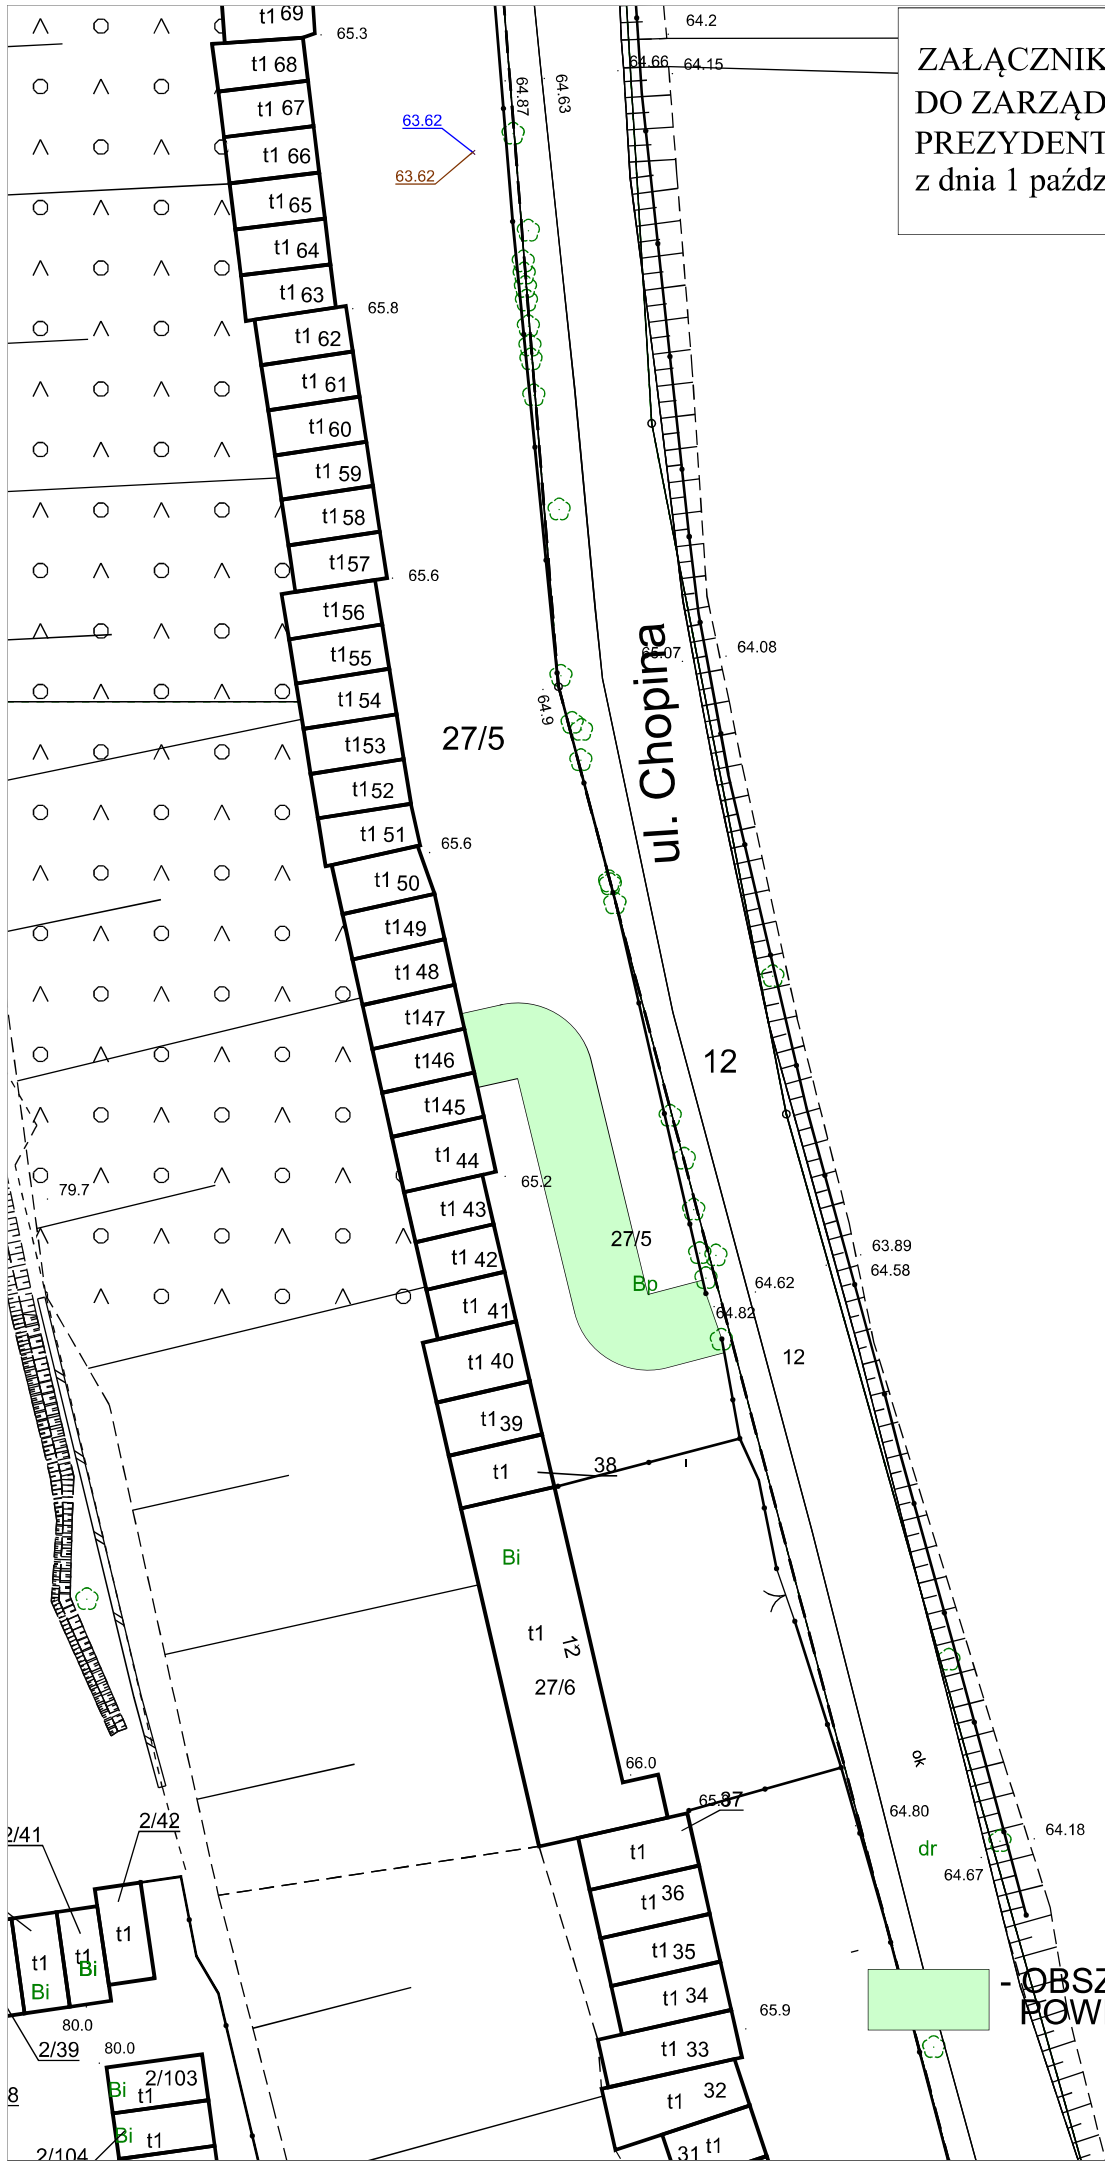 t1 69
65.3
64.2
ZAŁĄCZNIK
DO ZARZĄD
PREZYDENT
z dnia 1 paźdz
t1 68
64.66
64.15
64.87
64.63
t1 67
63.62
t1 66
63.62
t1 65
t1 64
t1 63
65.8
t1 62
t1 61
t1 60
t1 59
t1 58
t1 57
65.6
t1 56
ul. Chopina
65.07
64.08
t1 55
t1 54
64.9
27/5
t1 53
t1 52
t1 51
65.6
t1 50
t1 49
t1 48
t1 47
12
t1 46
t1 45
t1 44
65.2
79.7
t1 43
27/5
63.89
t1 42
64.58
Bp
64.62
t1 41
64.82
t1 40
12
t1 39
t1
38
Bi
t1
12
27/6
66.0
ok
37
64.80
2/41
2/42
64.18
dr
t1
64.67
t1
t1
t1
t1 36
Bi
Bi
t1 35
- OBSZ
POW
t1 34
65.9
80.0
80.0
2/39
t1 33
2/103
Bi
t1
t1 32
8
Bi
t1
2/104
31 t1